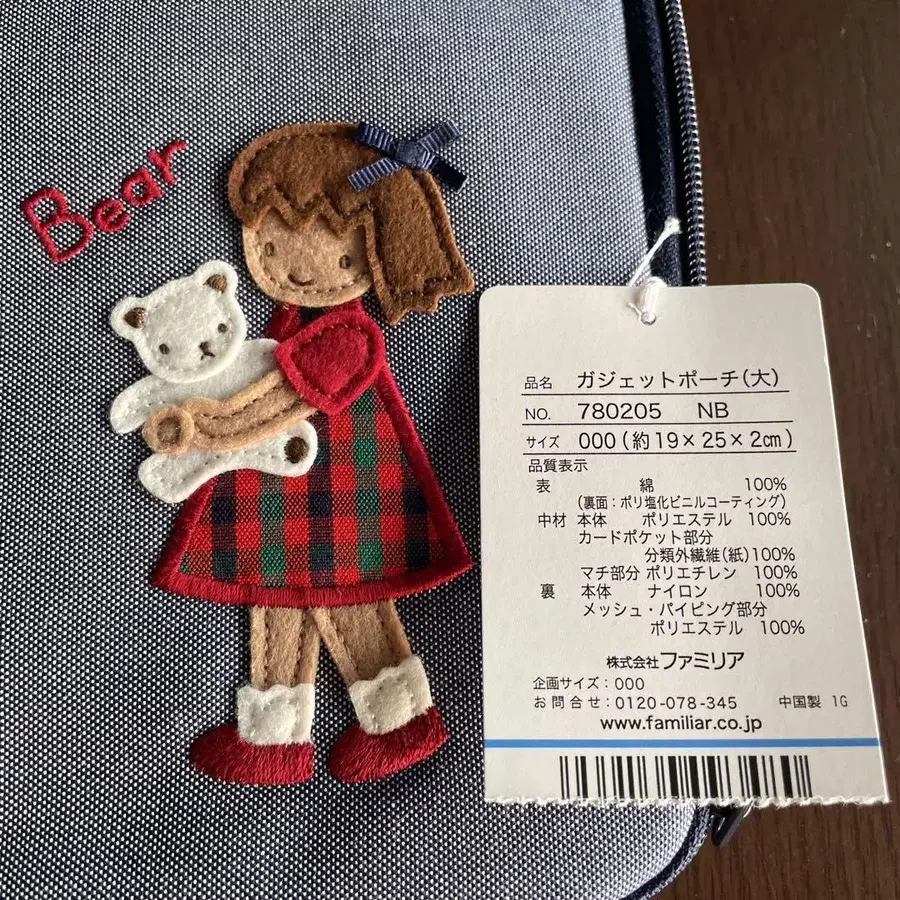 Bear
品名 ガジェットポーチ(大)
NO. 780205 NB
サイズ 000(約19×25×2㎝)
品質表示
表 綿 100%
(裏面:ポリ塩化ビニルコーティング)
中材 本体 ポリエステル 100%
カードポケット部分
分類外繊維(紙)100%
マチ部分 ポリエチレン 100%
裏 本体 ナイロン 100%
メッシュ・パイピング部分
ポリエステル 100%
株式会社ファミリア
企画サイズ:000
お問合せ:0120-078-345 中国製 1G
www.familiar.co.jp